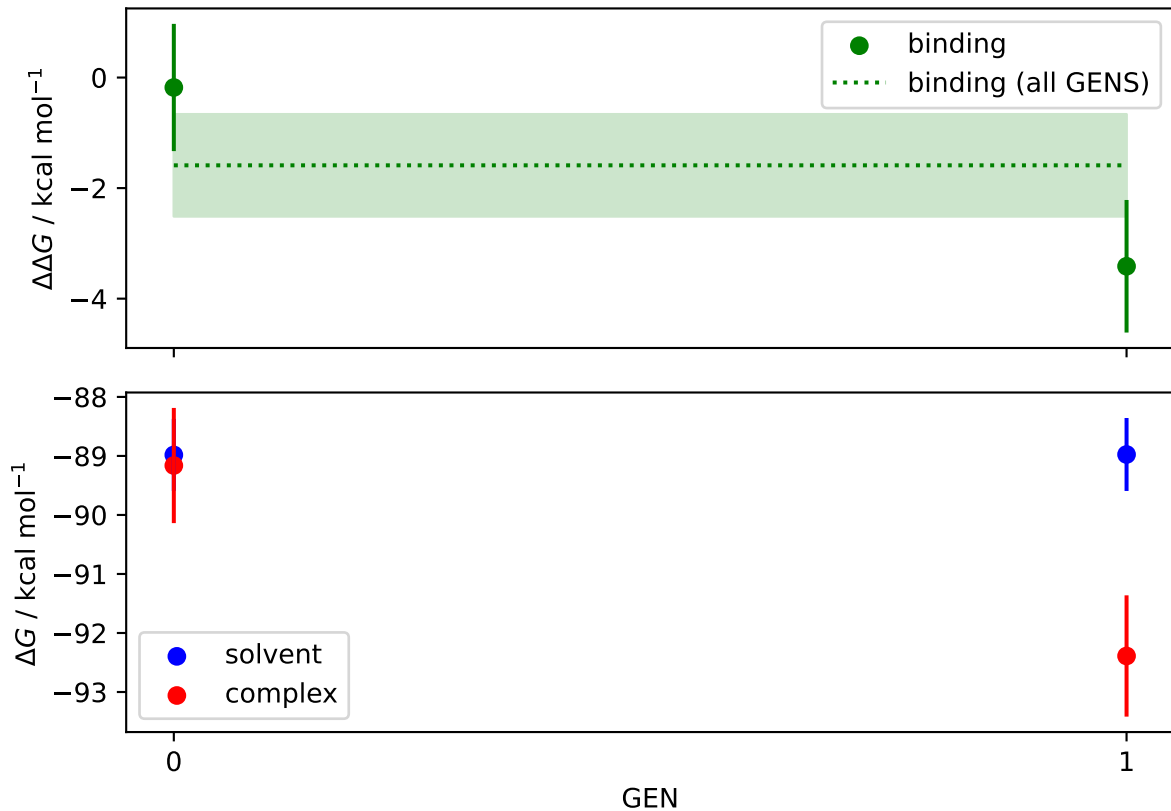 0
−2
−4
ΔΔG / kcal mol⁻¹
binding
binding (all GENS)
−88
−89
−90
−91
−92
−93
ΔG / kcal mol⁻¹
solvent
complex
0
1
GEN